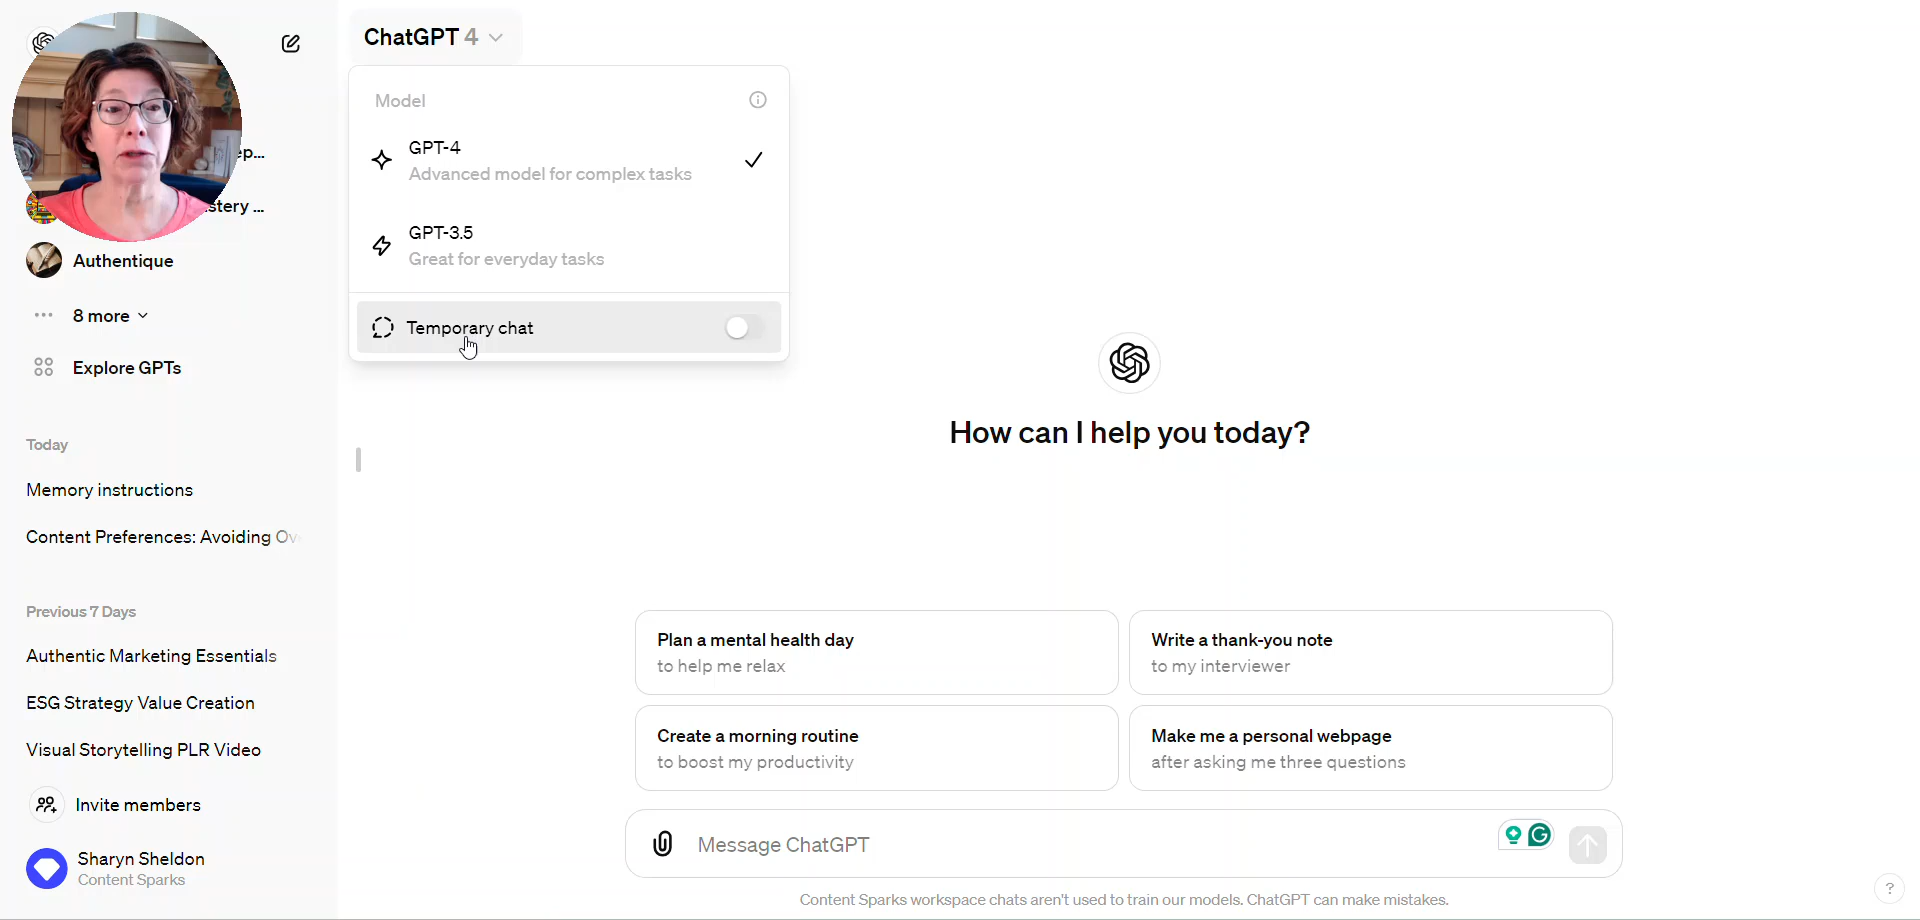 ChatGPT 4
Model
GPT-4
Advanced model for complex tasks
GPT-3.5
Great for everyday tasks
Temporary chat
Authentique
8 more
Explore GPTs
Today
Memory instructions
Content Preferences: Avoiding
Previous 7 Days
Authentic Marketing Essentials
ESG Strategy Value Creation
Visual Storytelling PLR Video
Invite members
Sharyn Sheldon
Content Sparks
How can I help you today?
Plan a mental health day
to help me relax
Write a thank-you note
to my interviewer
Create a morning routine
to boost my productivity
Make me a personal webpage
after asking me three questions
Message ChatGPT
Content Sparks workspace chats aren't used to train our models. ChatGPT can make mistakes.
?